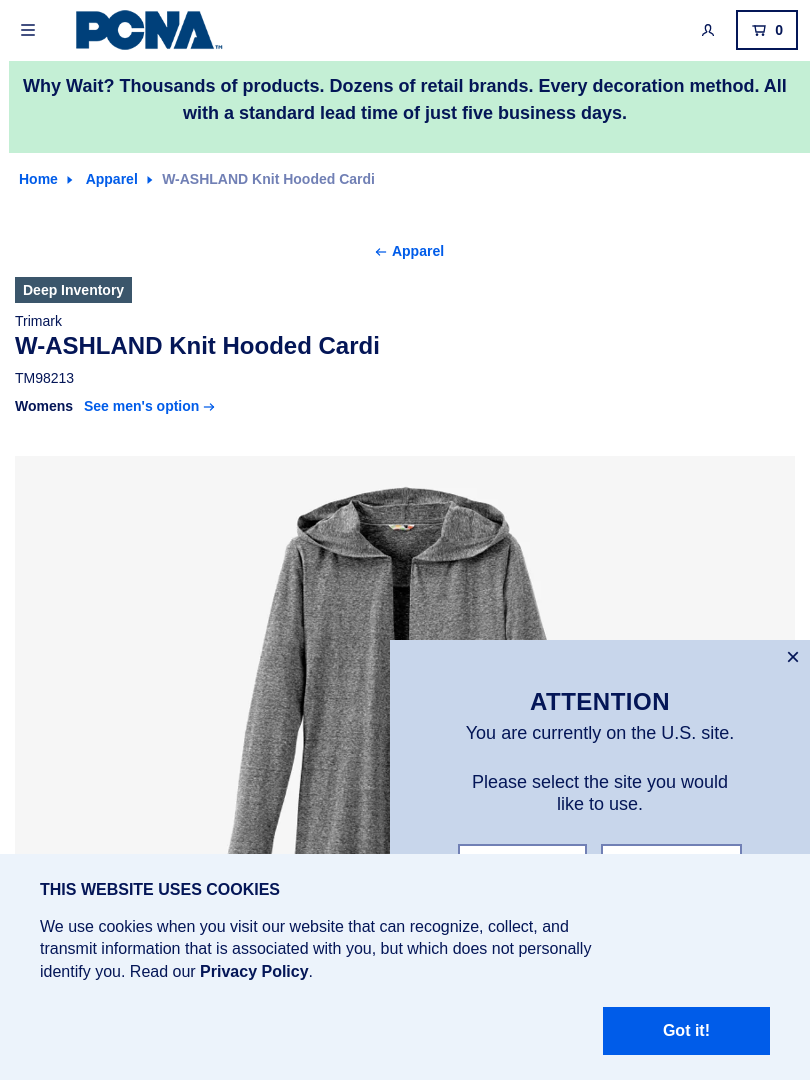 PCNA
0
Why Wait? Thousands of products. Dozens of retail brands. Every decoration method. All
with a standard lead time of just five business days.
Home
Apparel
W-ASHLAND Knit Hooded Cardi
Apparel
Deep Inventory
Trimark
W-ASHLAND Knit Hooded Cardi
TM98213
Womens See men's option
ATTENTION
You are currently on the U.S. site.
Please select the site you would
like to use.
THIS WEBSITE USES COOKIES
We use cookies when you visit our website that can recognize, collect, and
transmit information that is associated with you, but which does not personally
identify you. Read our Privacy Policy.
Got it!